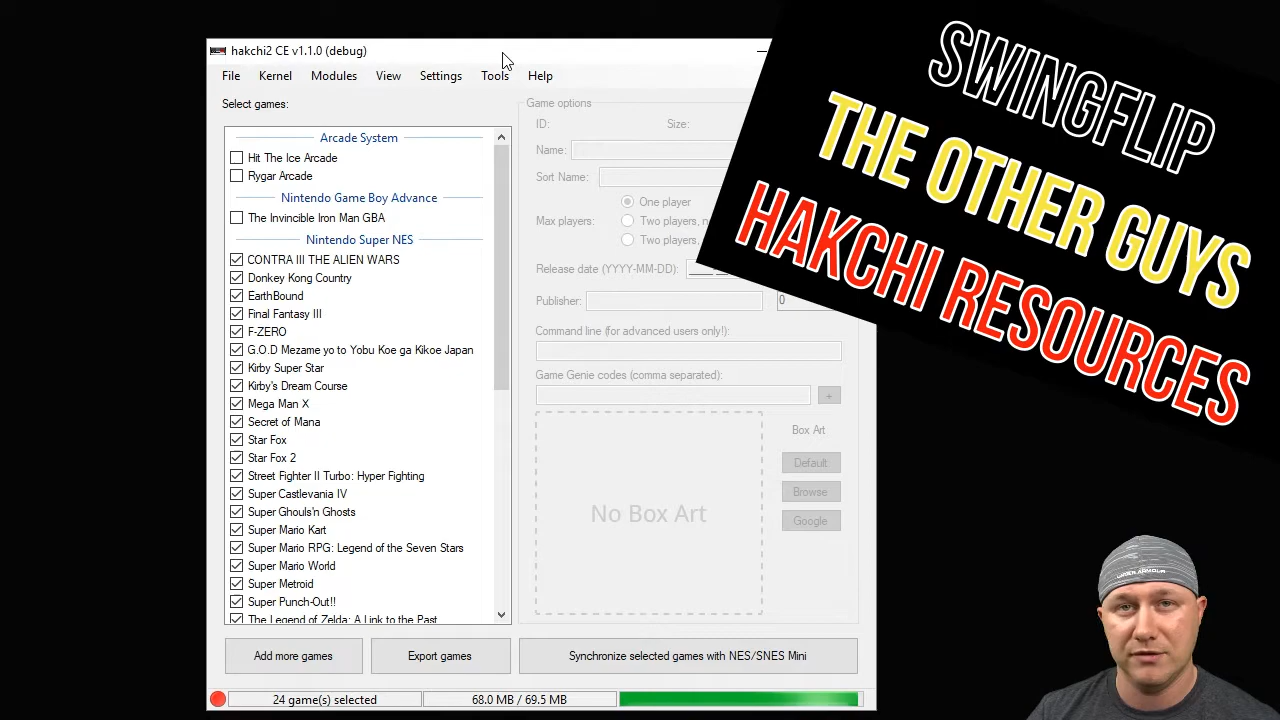 hakchi2 CE v1.1.0 (debug)
File Kernel Modules View Settings Tools Help
Select games:
Arcade System
Hit The Ice Arcade
Rygar Arcade
Nintendo Game Boy Advance
The Invincible Iron Man GBA
Nintendo Super NES
CONTRA III THE ALIEN WARS
Donkey Kong Country
EarthBound
Final Fantasy III
F-ZERO
G.O.D Mezame yo to Yobu Koe ga Kikoe Japan
Kirby Super Star
Kirby's Dream Course
Mega Man X
Secret of Mana
Star Fox
Star Fox 2
Street Fighter II Turbo: Hyper Fighting
Super Castlevania IV
Super Ghouls'n Ghosts
Super Mario Kart
Super Mario RPG: Legend of the Seven Stars
Super Mario World
Super Metroid
Super Punch-Out!!
The Legend of Zelda: A Link to the Past
Add more games
Export games
Game options
ID: Size:
Name:
Sort Name:
Max players:
One player
Two players, n
Two players,
Release date (YYYY-MM-DD):
Publisher:
0
Command line (for advanced users only!):
Game Genie codes (comma separated):
+
No Box Art
Box Art
Default
Browse
Google
Synchronize selected games with NES/SNES Mini
24 game(s) selected
68.0 MB / 69.5 MB
SWINGFLIP
THE OTHER GUYS
HAKCHI RESOURCES
UNDER ARMOUR